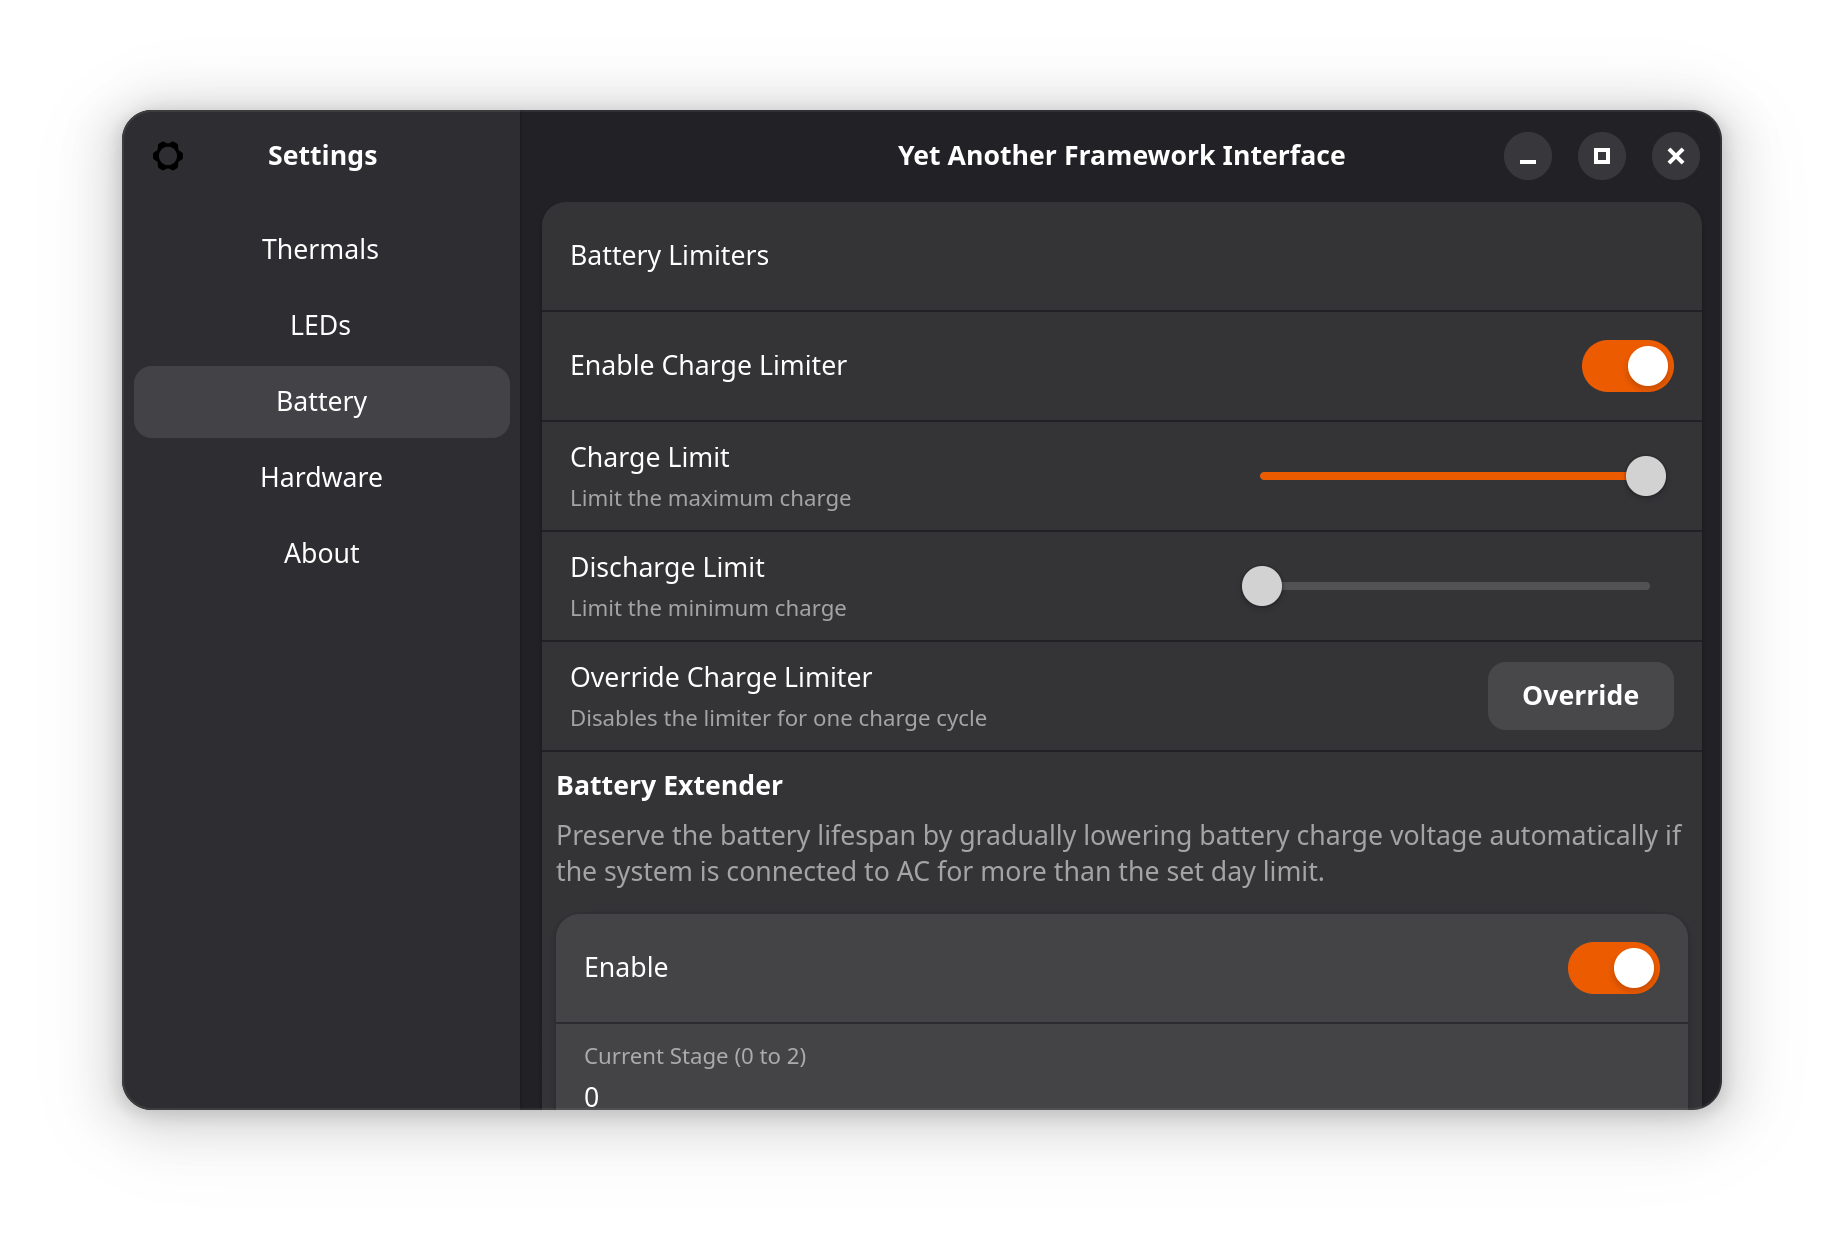 Settings
Yet Another Framework Interface
Thermals
LEDs
Battery
Hardware
About
Battery Limiters
Enable Charge Limiter
Charge Limit
Limit the maximum charge
Discharge Limit
Limit the minimum charge
Override Charge Limiter
Disables the limiter for one charge cycle
Override
Battery Extender
Preserve the battery lifespan by gradually lowering battery charge voltage automatically if
the system is connected to AC for more than the set day limit.
Enable
Current Stage (0 to 2)
0